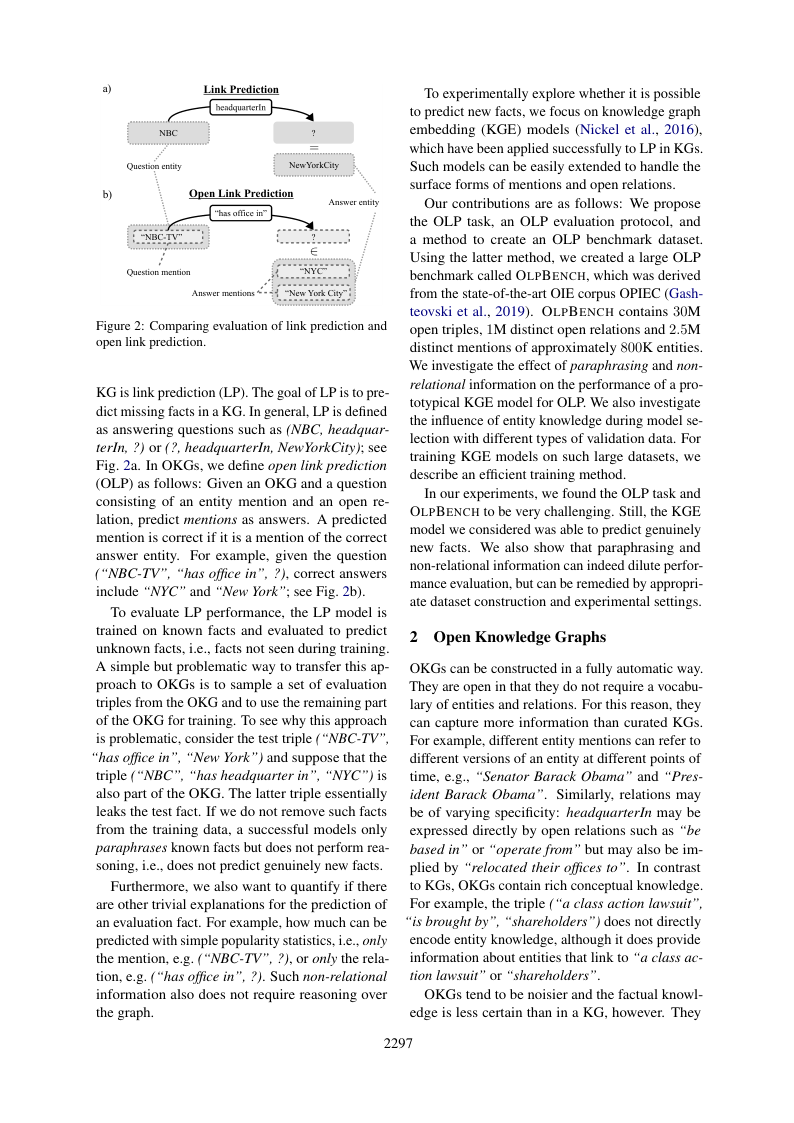 a)
Link Prediction
headquarterIn
NBC
?
=
NewYorkCity
Question entity
b)
Open Link Prediction
Answer entity
“has office in”
“NBC-TV”
?
∈
Question mention
“NYC”
Answer mentions
“New York City”
Figure 2: Comparing evaluation of link prediction and
open link prediction.
KG is link prediction (LP). The goal of LP is to pre-
dict missing facts in a KG. In general, LP is defined
as answering questions such as (NBC, headquar-
terIn, ?) or (?, headquarterIn, NewYorkCity); see
Fig. 2a. In OKGs, we define open link prediction
(OLP) as follows: Given an OKG and a question
consisting of an entity mention and an open re-
lation, predict mentions as answers. A predicted
mention is correct if it is a mention of the correct
answer entity. For example, given the question
(“NBC-TV”, “has office in”, ?), correct answers
include “NYC” and “New York”; see Fig. 2b).
To evaluate LP performance, the LP model is
trained on known facts and evaluated to predict
unknown facts, i.e., facts not seen during training.
A simple but problematic way to transfer this ap-
proach to OKGs is to sample a set of evaluation
triples from the OKG and to use the remaining part
of the OKG for training. To see why this approach
is problematic, consider the test triple (“NBC-TV”,
“has office in”, “New York”) and suppose that the
triple (“NBC”, “has headquarter in”, “NYC”) is
also part of the OKG. The latter triple essentially
leaks the test fact. If we do not remove such facts
from the training data, a successful models only
paraphrases known facts but does not perform rea-
soning, i.e., does not predict genuinely new facts.
Furthermore, we also want to quantify if there
are other trivial explanations for the prediction of
an evaluation fact. For example, how much can be
predicted with simple popularity statistics, i.e., only
the mention, e.g. (“NBC-TV”, ?), or only the rela-
tion, e.g. (“has office in”, ?). Such non-relational
information also does not require reasoning over
the graph.
To experimentally explore whether it is possible
to predict new facts, we focus on knowledge graph
embedding (KGE) models (Nickel et al., 2016),
which have been applied successfully to LP in KGs.
Such models can be easily extended to handle the
surface forms of mentions and open relations.
Our contributions are as follows: We propose
the OLP task, an OLP evaluation protocol, and
a method to create an OLP benchmark dataset.
Using the latter method, we created a large OLP
benchmark called OLPBENCH, which was derived
from the state-of-the-art OIE corpus OPIEC (Gash-
teovski et al., 2019). OLPBENCH contains 30M
open triples, 1M distinct open relations and 2.5M
distinct mentions of approximately 800K entities.
We investigate the effect of paraphrasing and non-
relational information on the performance of a pro-
totypical KGE model for OLP. We also investigate
the influence of entity knowledge during model se-
lection with different types of validation data. For
training KGE models on such large datasets, we
describe an efficient training method.
In our experiments, we found the OLP task and
OLPBENCH to be very challenging. Still, the KGE
model we considered was able to predict genuinely
new facts. We also show that paraphrasing and
non-relational information can indeed dilute perfor-
mance evaluation, but can be remedied by appropri-
ate dataset construction and experimental settings.
2 Open Knowledge Graphs
OKGs can be constructed in a fully automatic way.
They are open in that they do not require a vocabu-
lary of entities and relations. For this reason, they
can capture more information than curated KGs.
For example, different entity mentions can refer to
different versions of an entity at different points of
time, e.g., “Senator Barack Obama” and “Pres-
ident Barack Obama”. Similarly, relations may
be of varying specificity: headquarterIn may be
expressed directly by open relations such as “be
based in” or “operate from” but may also be im-
plied by “relocated their offices to”. In contrast
to KGs, OKGs contain rich conceptual knowledge.
For example, the triple (“a class action lawsuit”,
“is brought by”, “shareholders”) does not directly
encode entity knowledge, although it does provide
information about entities that link to “a class ac-
tion lawsuit” or “shareholders”.
OKGs tend to be noisier and the factual knowl-
edge is less certain than in a KG, however. They
2297